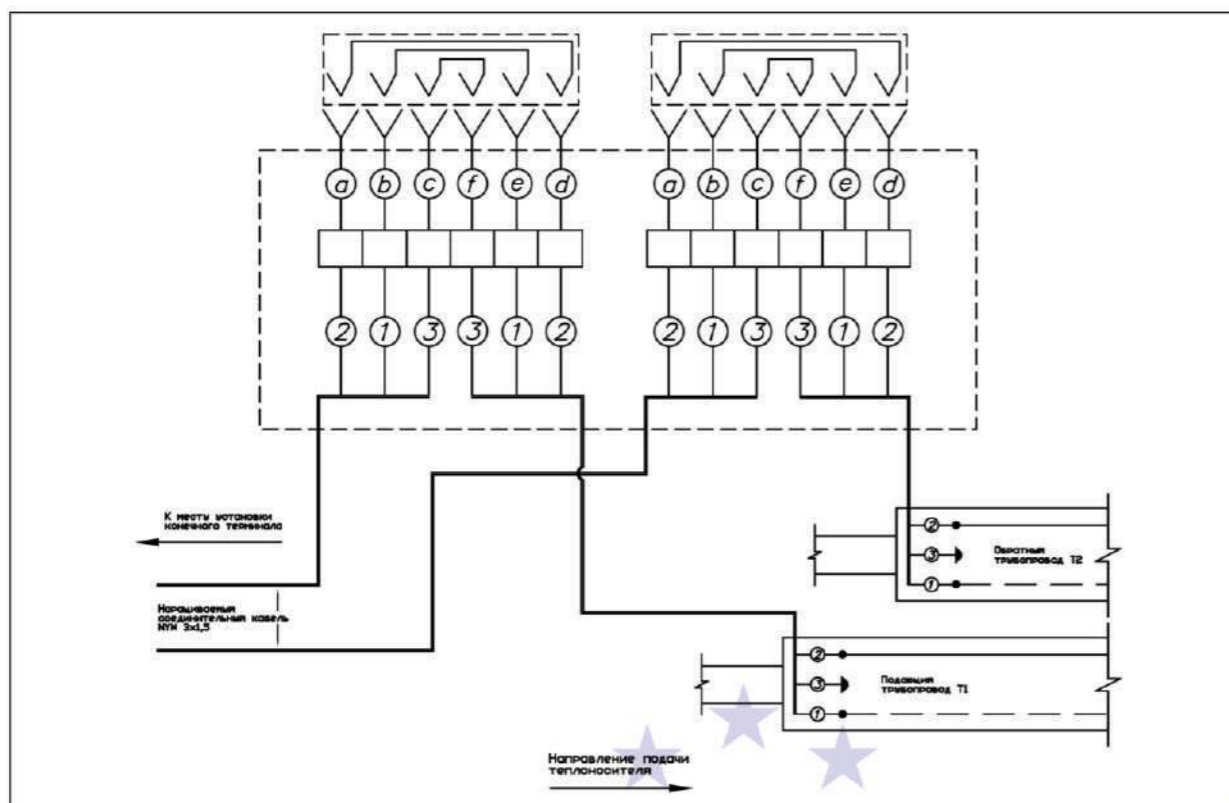 a b c f e d a b c f e d
2 1 3 3 1 2 2 1 3 3 1 2
К месту установки
конечного терминала
Наращиваемый
соединительный кабель
NYM 3x1,5
2
3
1
Обратный
трубопровод Т2
2
3
1
Подающий
трубопровод Т1
Направление подачи
теплоносителя